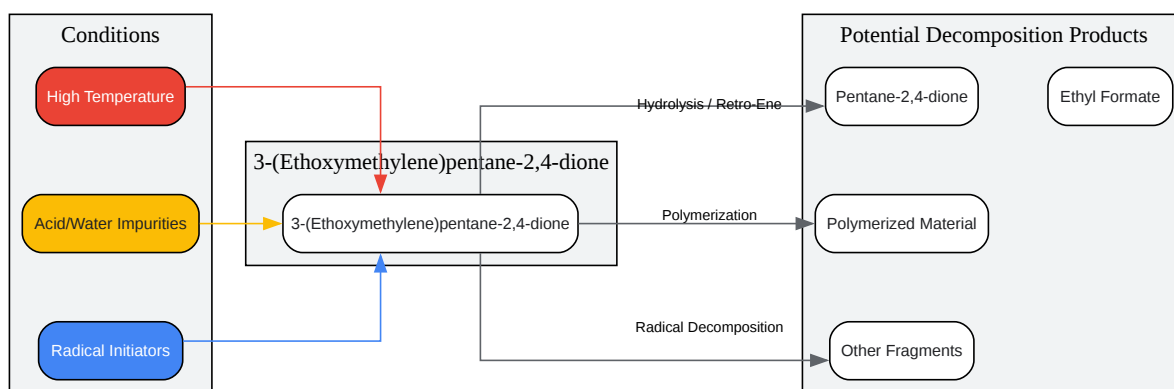 Conditions
High Temperature
Acid/Water Impurities
Radical Initiators
3-(Ethoxymethylene)pentane-2,4-dione
3-(Ethoxymethylene)pentane-2,4-dione
Hydrolysis / Retro-Ene
Polymerization
Radical Decomposition
Potential Decomposition Products
Pentane-2,4-dione
Ethyl Formate
Polymerized Material
Other Fragments